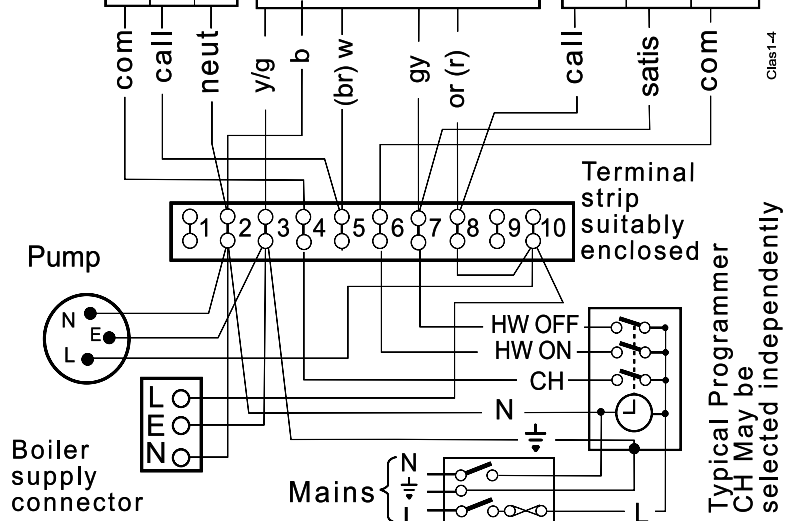 com
call
neut
y/g
b
(br) w
gy
or (r)
call
satis
com
Clas1-4
1 2 3 4 5 6 7 8 9 10
Terminal
strip
suitably
enclosed
Pump
N
E
L
HW OFF
HW ON
CH
N
L
E
N
Boiler
supply
connector
Mains
N
L
L
Typical Programmer
CH May be
selected independently